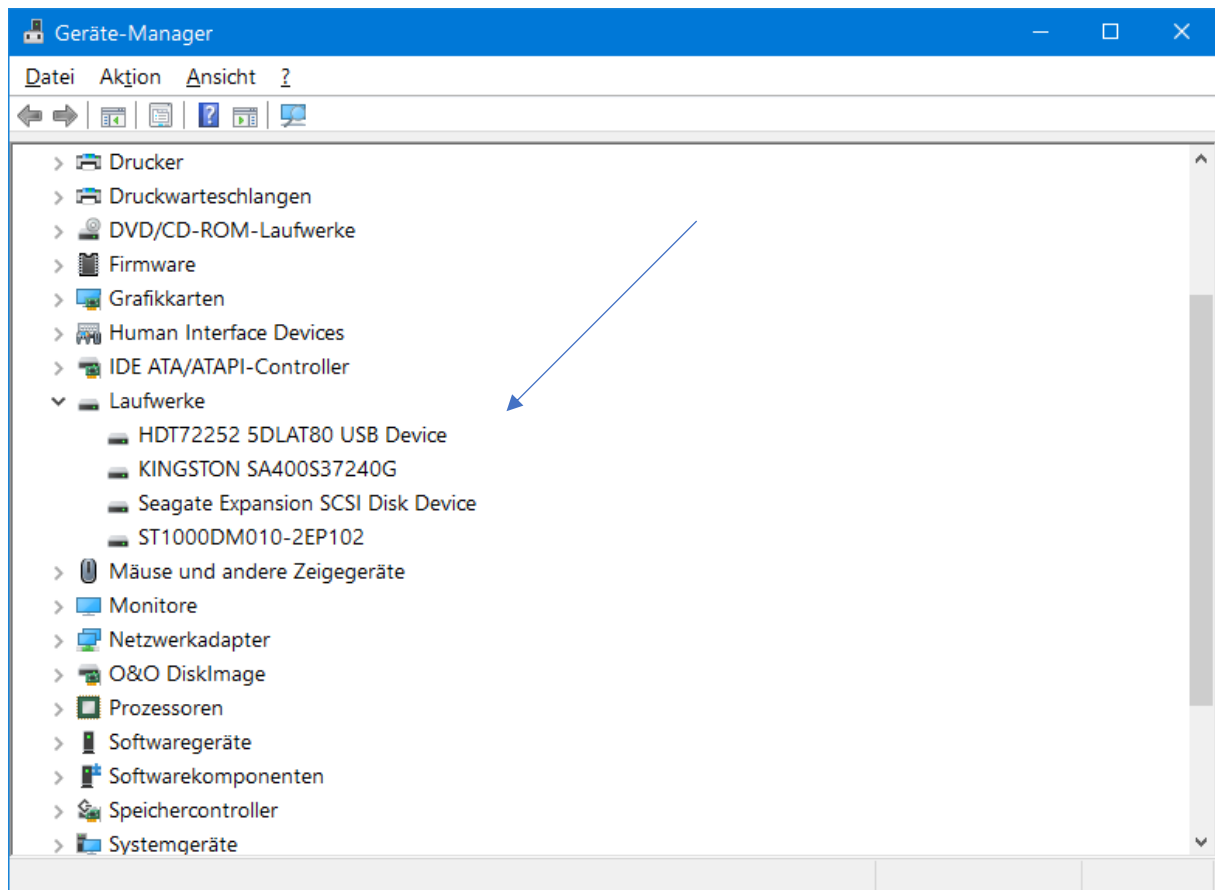 Geräte-Manager
Datei Aktion Ansicht ?
Drucker
Druckwarteschlangen
DVD/CD-ROM-Laufwerke
Firmware
Grafikkarten
Human Interface Devices
IDE ATA/ATAPI-Controller
Laufwerke
HDT72252 5DLAT80 USB Device
KINGSTON SA400S37240G
Seagate Expansion SCSI Disk Device
ST1000DM010-2EP102
Mäuse und andere Zeigegeräte
Monitore
Netzwerkadapter
O&O DiskImage
Prozessoren
Softwaregeräte
Softwarekomponenten
Speichercontroller
Systemgeräte